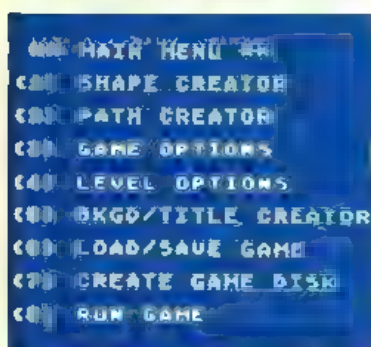 MAIN MENU
SHAPE CREATOR
PATH CREATOR
GAME OPTIONS
LEVEL OPTIONS
BKGD/TITLE CREATOR
LOAD/SAVE GAME
CREATE GAME DISK
RUN GAME